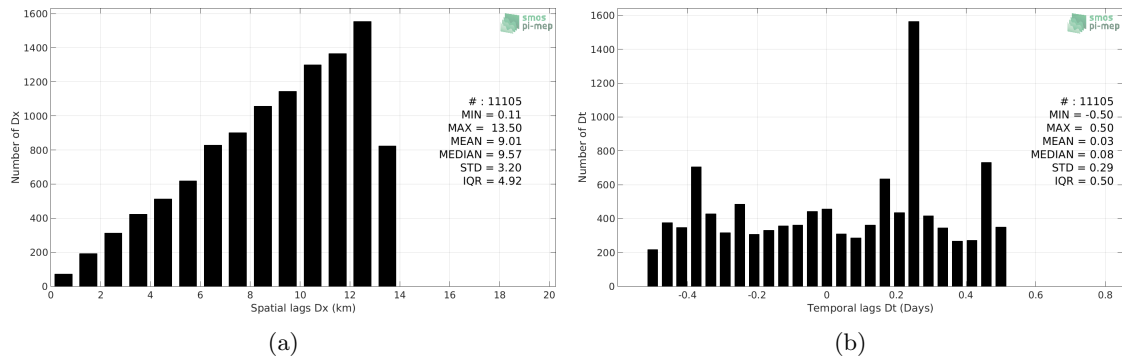 1600
1400
1200
1000
800
600
400
200
0
Number of Dx
0 2 4 6 8 10 12 14 16 18 20
Spatial lags Dx (km)
smos
pi-mep
# : 11105
MIN = 0.11
MAX = 13.50
MEAN = 9.01
MEDIAN = 9.57
STD = 3.20
IQR = 4.92
(a)
1600
1400
1200
1000
800
600
400
200
0
Number of Dt
-0.4 -0.2 0 0.2 0.4 0.6 0.8
Temporal lags Dt (Days)
smos
pi-mep
# : 11105
MIN = -0.50
MAX = 0.50
MEAN = 0.03
MEDIAN = 0.08
STD = 0.29
IQR = 0.50
(b)